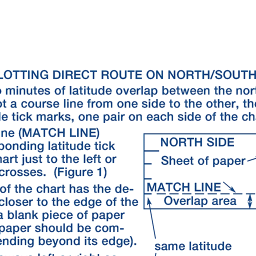 LOTTING DIRECT ROUTE ON NORTH/SOUTH
minutes of latitude overlap between the nor
ot a course line from one side to the other, the
le tick marks, one pair on each side of the cha
ne (MATCH LINE)
ponding latitude tick
hart just to the left or
crosses. (Figure 1)
of the chart has the de-
closer to the edge of the
a blank piece of paper
paper should be com-
ending beyond its edge).
NORTH SIDE
Sheet of paper
MATCH LINE
Overlap area
same latitude